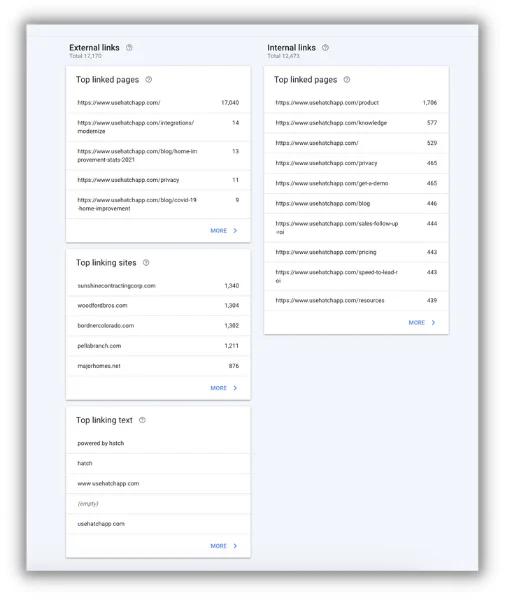 External links
Total 17,170
Top linked pages
https://www.usehatchapp.com/ 17,040
https://www.usehatchapp.com/integrations/
modernize 14
https://www.usehatchapp.com/blog/home-im
provement-stats-2021 13
https://www.usehatchapp.com/privacy 11
https://www.usehatchapp.com/blog/covid-19
-home-improvement 9
MORE
Top linking sites
sunshinecontractingcorp.com 1,340
woodfordbros.com 1,304
bordnercolorado.com 1,302
pellabranch.com 1,211
majorhomes.net 876
MORE
Top linking text
powered by hatch
hatch
www usehatchapp com
(empty)
usehatchapp com
MORE
Internal links
Total 12,473
Top linked pages
https://www.usehatchapp.com/product 1,706
https://www.usehatchapp.com/knowledge 577
https://www.usehatchapp.com/ 529
https://www.usehatchapp.com/privacy 465
https://www.usehatchapp.com/get-a-demo 465
https://www.usehatchapp.com/blog 446
https://www.usehatchapp.com/sales-follow-up
-roi 444
https://www.usehatchapp.com/pricing 443
https://www.usehatchapp.com/speed-to-lead-r
oi 443
https://www.usehatchapp.com/resources 439
MORE